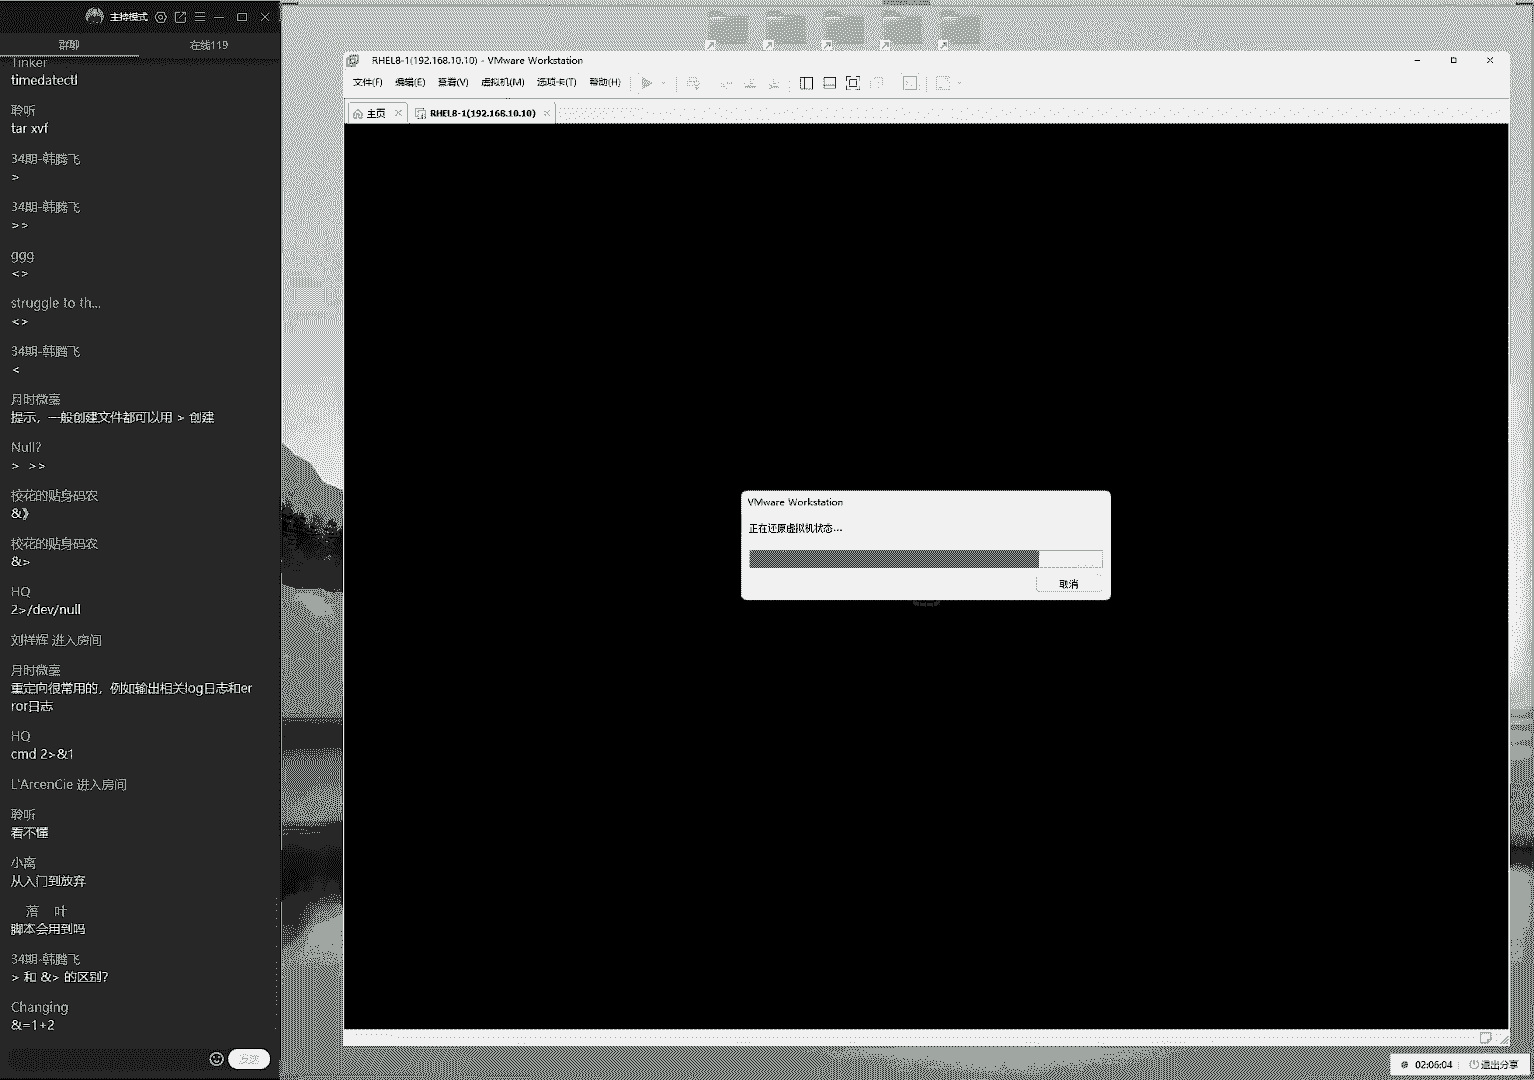 主持模式
群聊
在线119
Tinker
timedatectl
聆听
tar xvf
34期-韩腾飞
>
34期-韩腾飞
>>
ggg
<>
struggle to th...
<>
34期-韩腾飞
<
月时微毫
提示，一般创建文件都可以用 > 创建
Null?
> >>
校花的贴身码农
&》
校花的贴身码农
&>
HQ
2>/dev/null
刘祥辉 进入房间
月时微毫
重定向很常用的，例如输出相关log日志和er
ror日志
HQ
cmd 2>&1
L'ArcenCie 进入房间
聆听
看不懂
小离
从入门到放弃
落 叶
脚本会用到吗
34期-韩腾飞
> 和 &> 的区别?
Changing
&=1+2
发送
RHEL8-1(192.168.10.10) - VMware Workstation
文件(F) 编辑(E) 查看(V) 虚拟机(M) 选项卡(T) 帮助(H)
主页
RHEL8-1(192.168.10.10)
VMware Workstation
正在还原虚拟机状态...
取消
02:06:04
退出分享